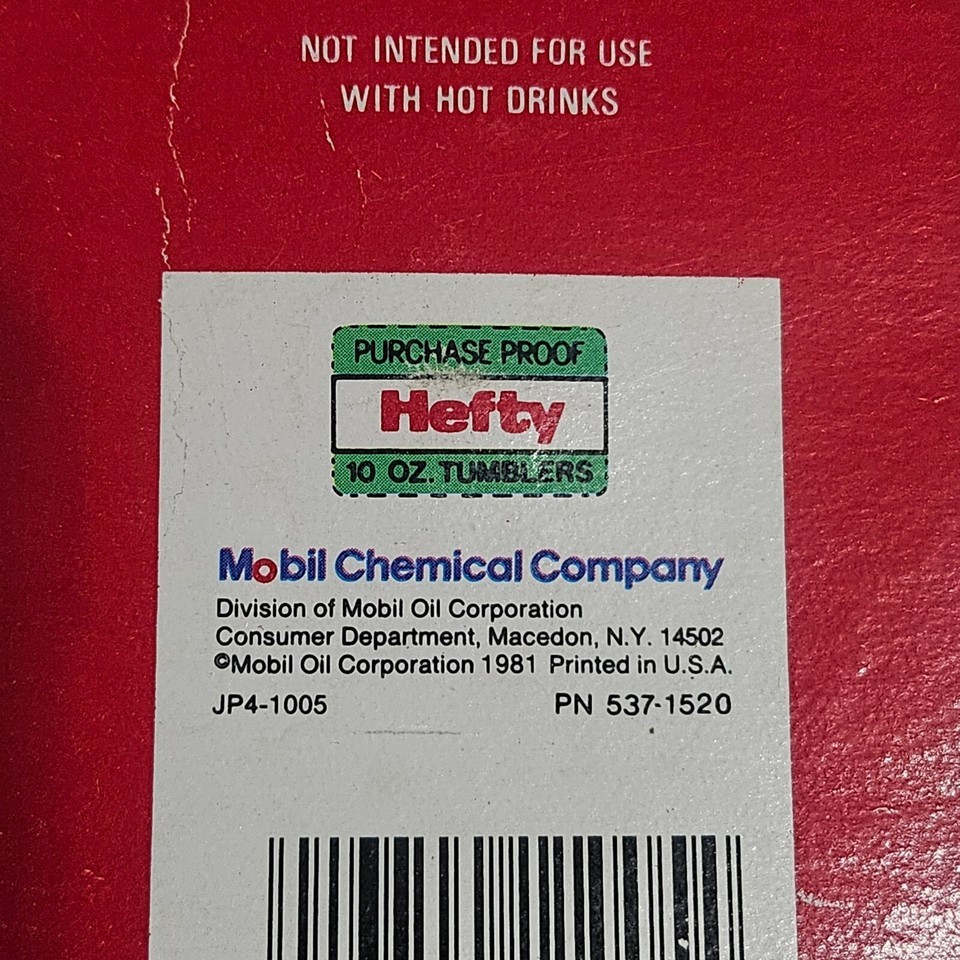 NOT INTENDED FOR USE
WITH HOT DRINKS
PURCHASE PROOF
Hefty
10 OZ. TUMBLERS
Mobil Chemical Company
Division of Mobil Oil Corporation
Consumer Department, Macedon, N.Y. 14502
©Mobil Oil Corporation 1981 Printed in U.S.A.
JP4-1005 PN 537-1520